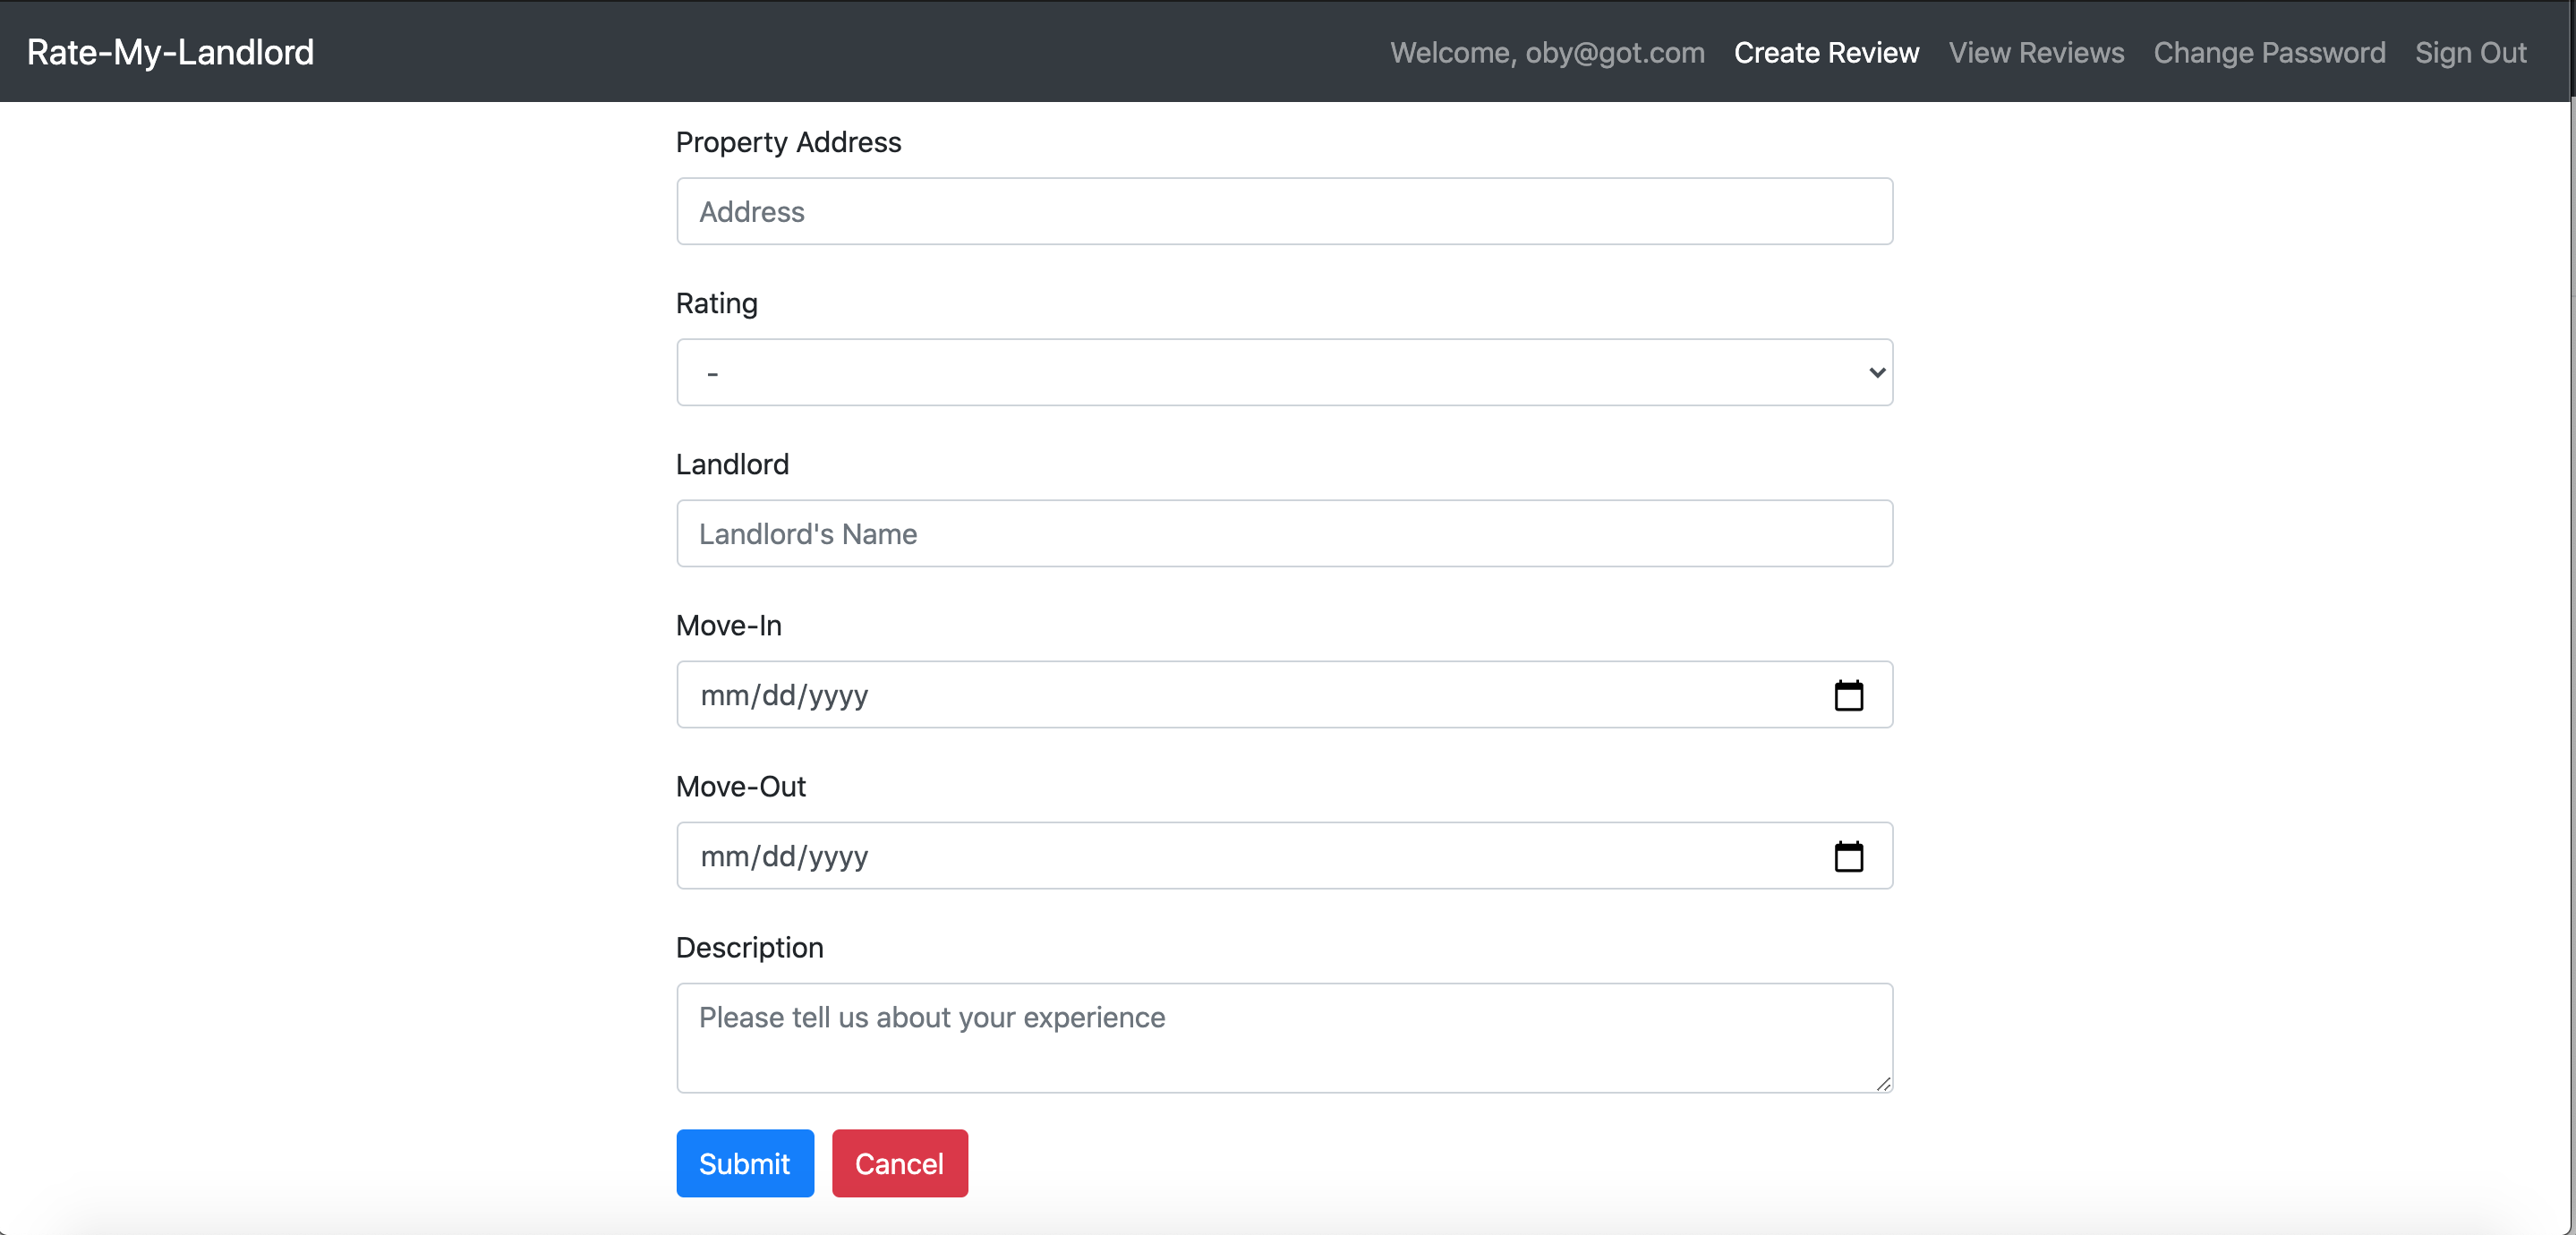 Rate-My-Landlord Welcome, oby@got.com Create Review View Reviews Change Password Sign Out
Property Address
Address
Rating
-
Landlord
Landlord's Name
Move-In
mm/dd/yyyy
Move-Out
mm/dd/yyyy
Description
Please tell us about your experience
Submit Cancel